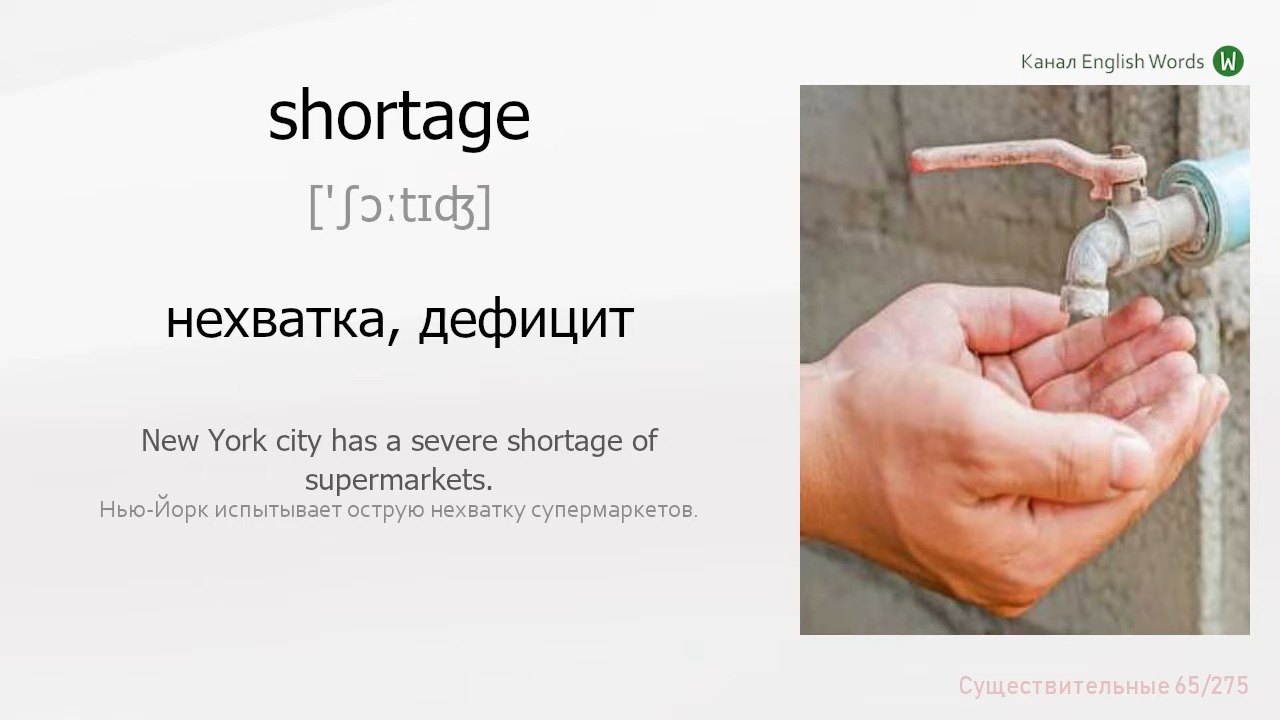 Канал English Words W
shortage
[ˈʃɔːtɪʤ]
нехватка, дефицит
New York city has a severe shortage of
supermarkets.
Нью-Йорк испытывает острую нехватку супермаркетов.
Существительные 65/275